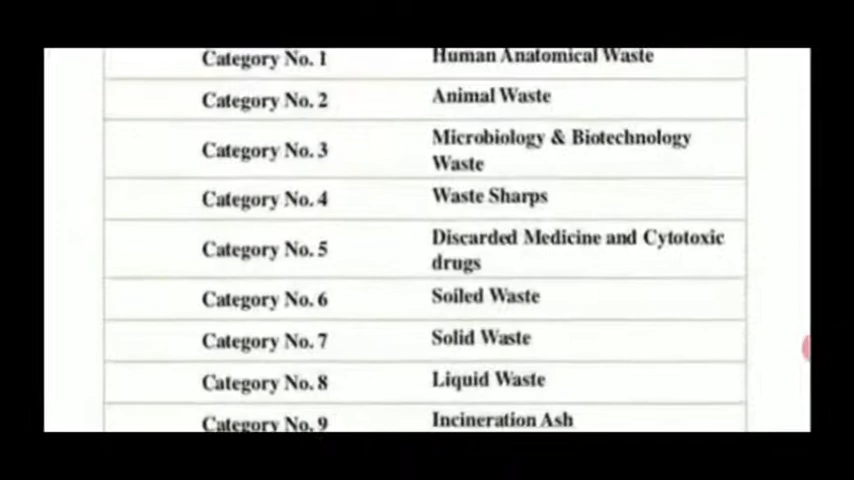 Category No. 1 Human Anatomical Waste
Category No. 2 Animal Waste
Category No. 3 Microbiology & Biotechnology
Waste
Category No. 4 Waste Sharps
Category No. 5 Discarded Medicine and Cytotoxic
drugs
Category No. 6 Soiled Waste
Category No. 7 Solid Waste
Category No. 8 Liquid Waste
Category No. 9 Incineration Ash